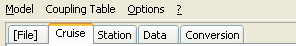 Model Coupling Table Options ?
[File] Cruise Station Data Conversion